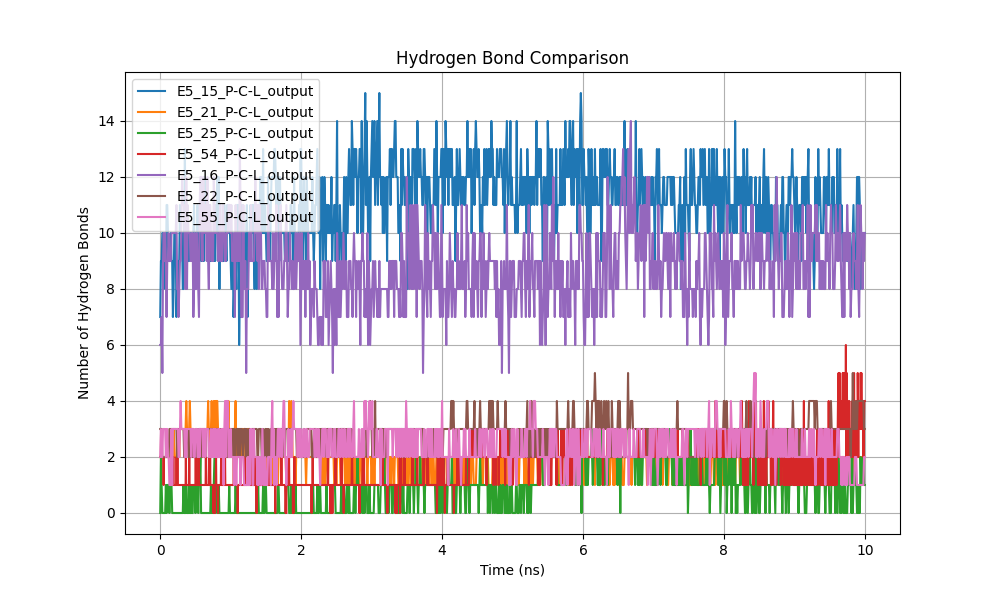 Hydrogen Bond Comparison
E5_15_P-C-L_output
E5_21_P-C-L_output
E5_25_P-C-L_output
E5_54_P-C-L_output
E5_16_P-C-L_output
E5_22_P-C-L_output
E5_55_P-C-L_output
Number of Hydrogen Bonds
14
12
10
8
6
4
2
0
0 2 4 6 8 10
Time (ns)